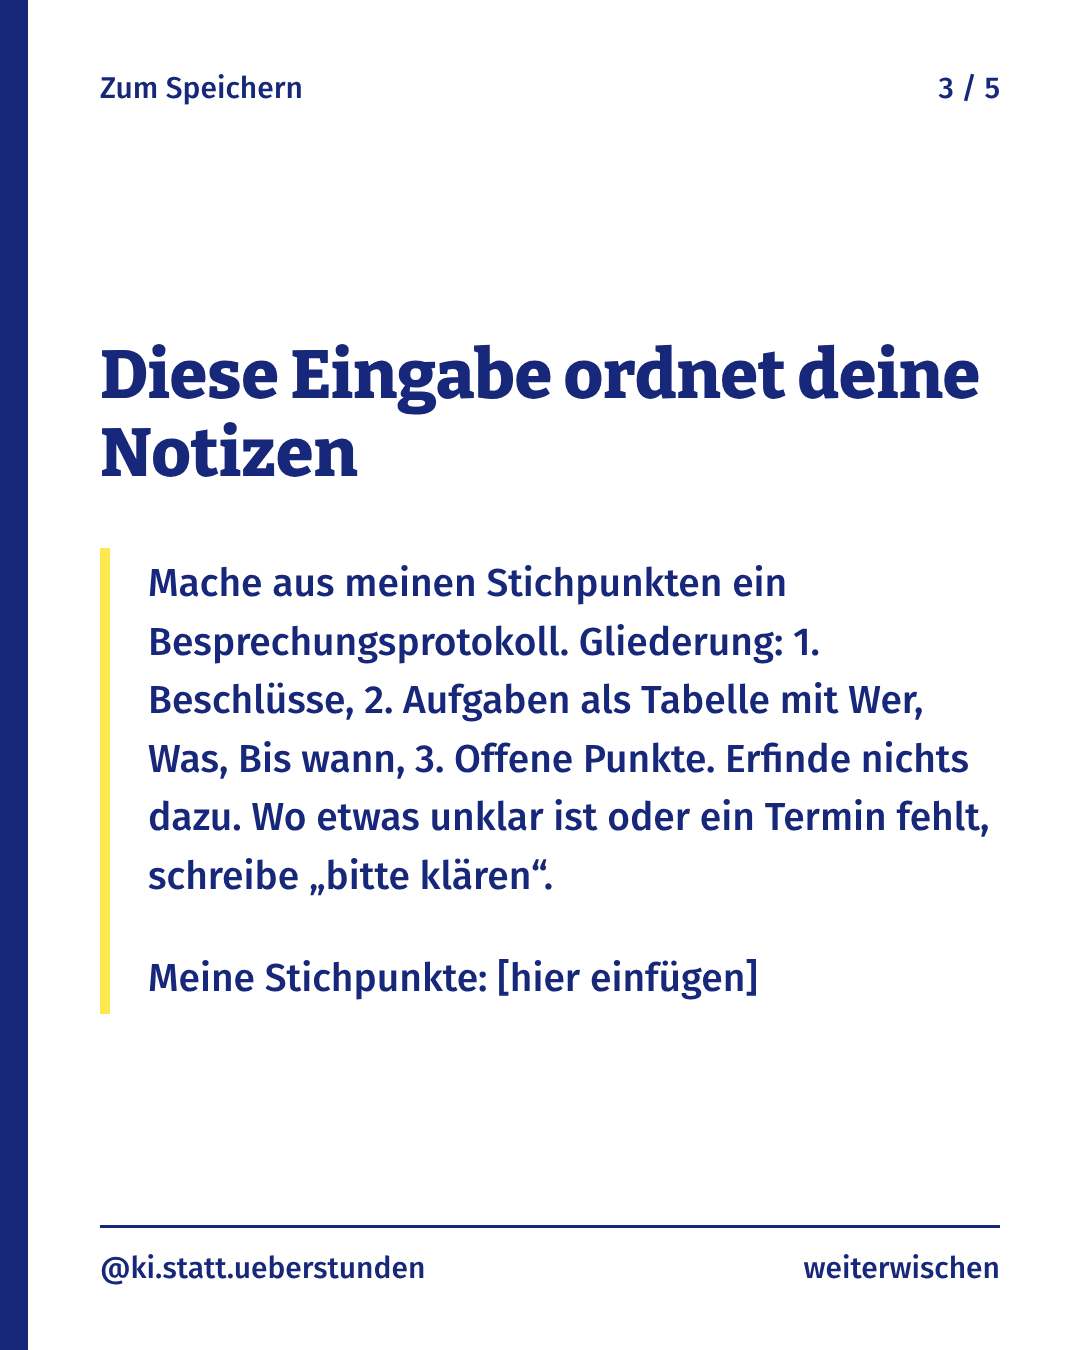 Zum Speichern
3 / 5
Diese Eingabe ordnet deine
Notizen
Mache aus meinen Stichpunkten ein
Besprechungsprotokoll. Gliederung: 1.
Beschlüsse, 2. Aufgaben als Tabelle mit Wer,
Was, Bis wann, 3. Offene Punkte. Erfinde nichts
dazu. Wo etwas unklar ist oder ein Termin fehlt,
schreibe „bitte klären“.
Meine Stichpunkte: [hier einfügen]
@ki.statt.ueberstunden
weiterwischen